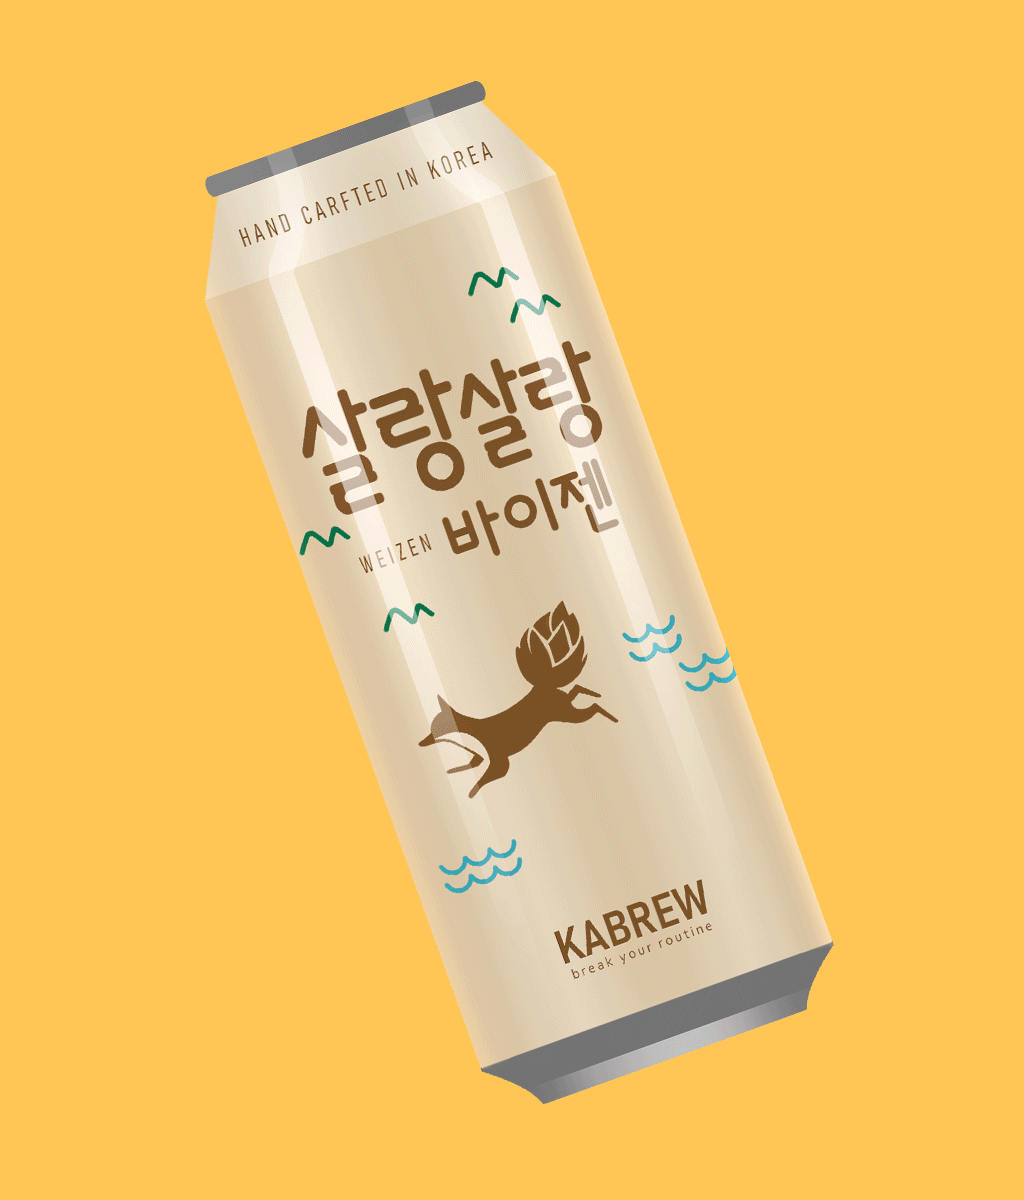 HAND CARFTED IN KOREA
살랑살랑
WEIZEN 바이젠
KABREW
break your routine